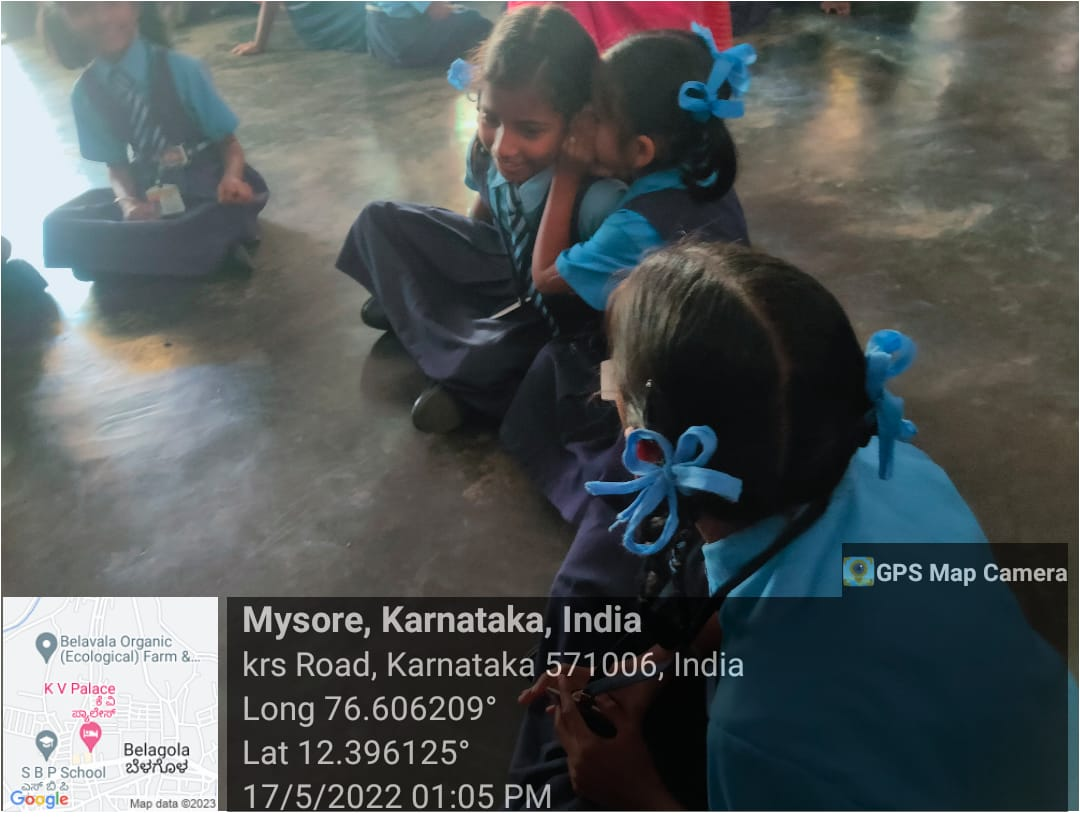 GPS Map Camera
Mysore, Karnataka, India
krs Road, Karnataka 571006, India
Long 76.606209°
Lat 12.396125°
17/5/2022 01:05 PM
Belavala Organic
(Ecological) Farm &...
K V Palace
ಕೆ ವಿ
ಪ್ಯಾಲೇಸ್
Belagola
ಬೆಳಗೊಳ
S B P School
ಎಸ್ ಬಿ ಪಿ
Google
Map data ©2023